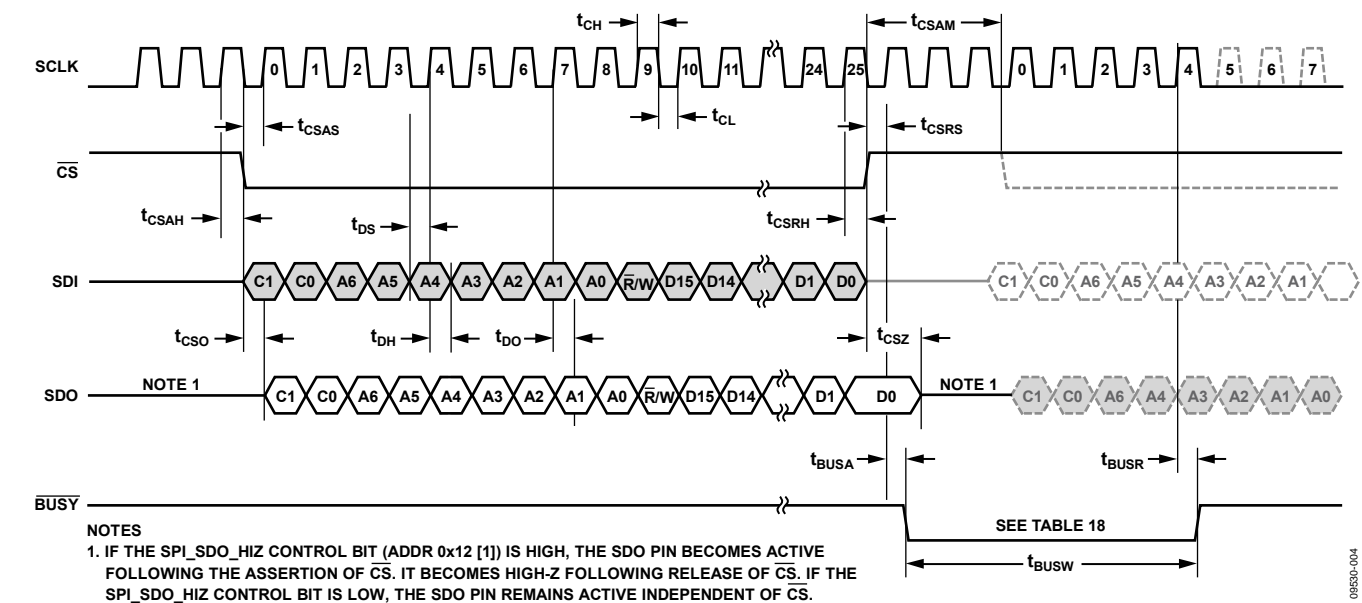 tCH
tCSAM
SCLK
0 1 2 3 4 5 6 7 8 9 10 11 24 25 0 1 2 3 4 5 6 7
tCSAS
tCL
tCSRS
CS
tCSAH
tDS
tCSRH
SDI
C1 C0 A6 A5 A4 A3 A2 A1 A0 R/W D15 D14 D1 D0 C1 C0 A6 A5 A4 A3 A2 A1
tCSO
tDH
tDO
tCSZ
SDO
NOTE 1
C1 C0 A6 A5 A4 A3 A2 A1 A0 R/W D15 D14 D1 D0
NOTE 1
C1 C0 A6 A4 A3 A2 A1 A0
tBUSA
tBUSR
BUSY
SEE TABLE 18
tBUSW
NOTES
1. IF THE SPI_SDO_HIZ CONTROL BIT (ADDR 0x12 [1]) IS HIGH, THE SDO PIN BECOMES ACTIVE
FOLLOWING THE ASSERTION OF CS. IT BECOMES HIGH-Z FOLLOWING RELEASE OF CS. IF THE
SPI_SDO_HIZ CONTROL BIT IS LOW, THE SDO PIN REMAINS ACTIVE INDEPENDENT OF CS.
09530-004